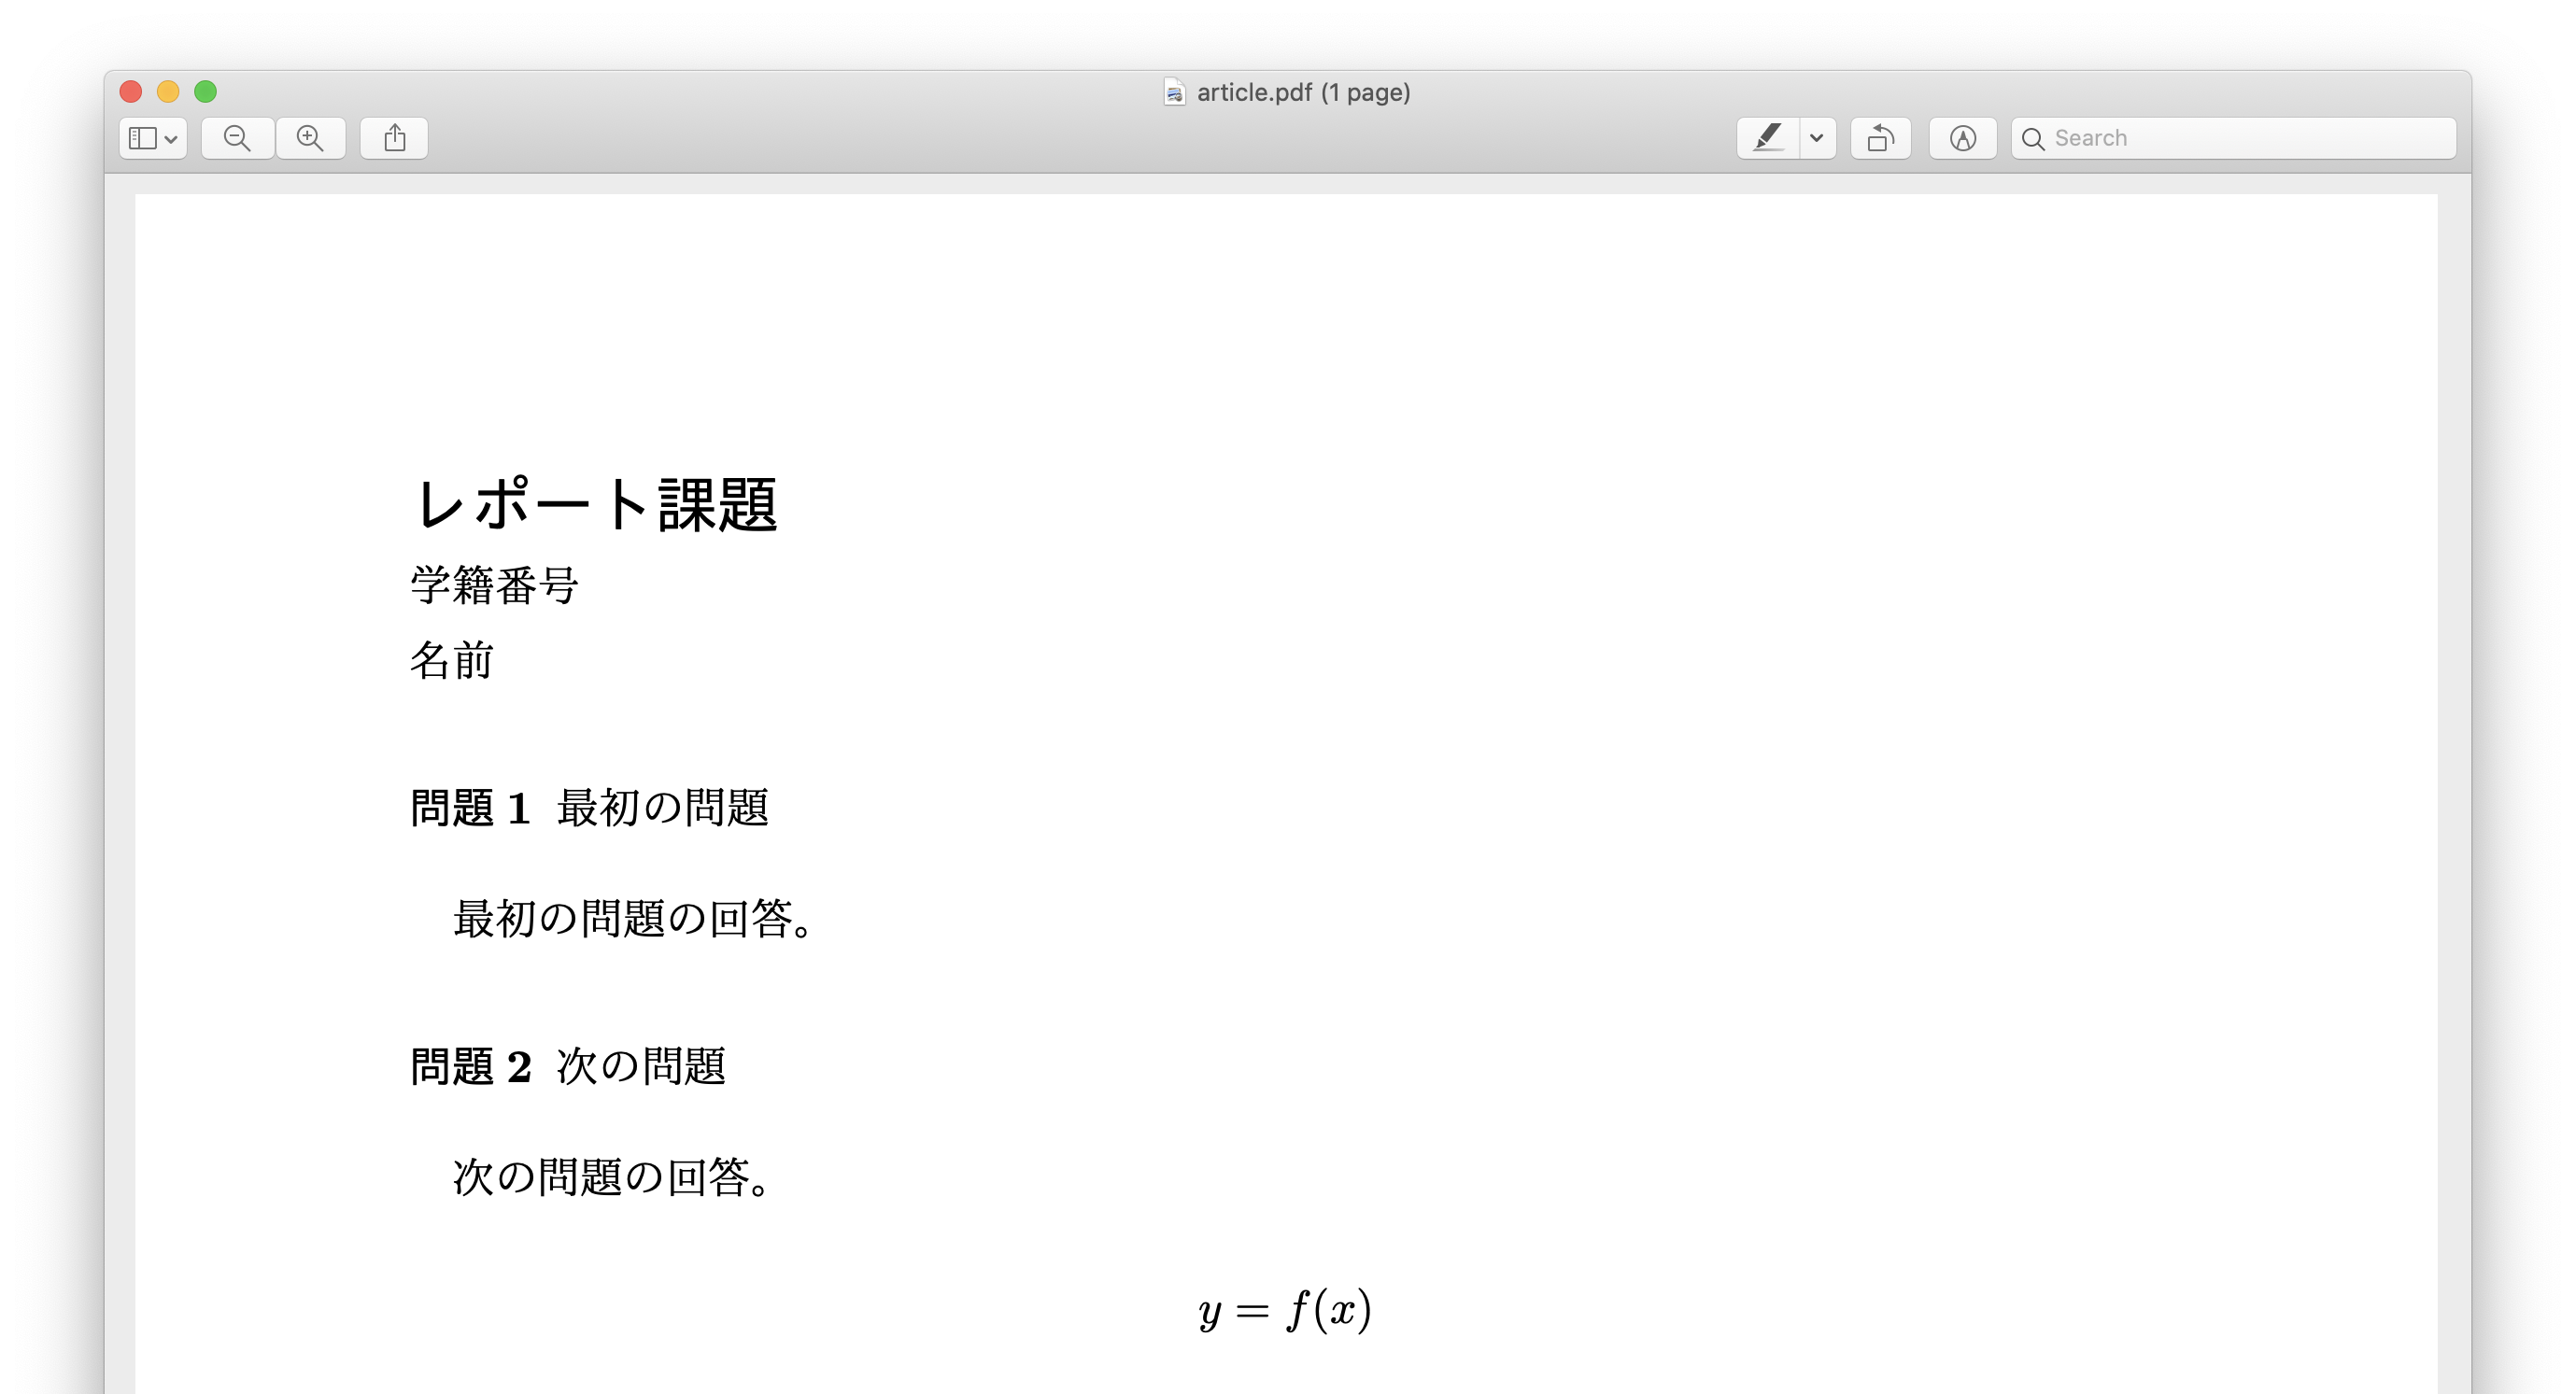 article.pdf (1 page)
Search
レポート課題
学籍番号
名前
問題 1 最初の問題
最初の問題の回答。
問題 2 次の問題
次の問題の回答。
y = f(x)